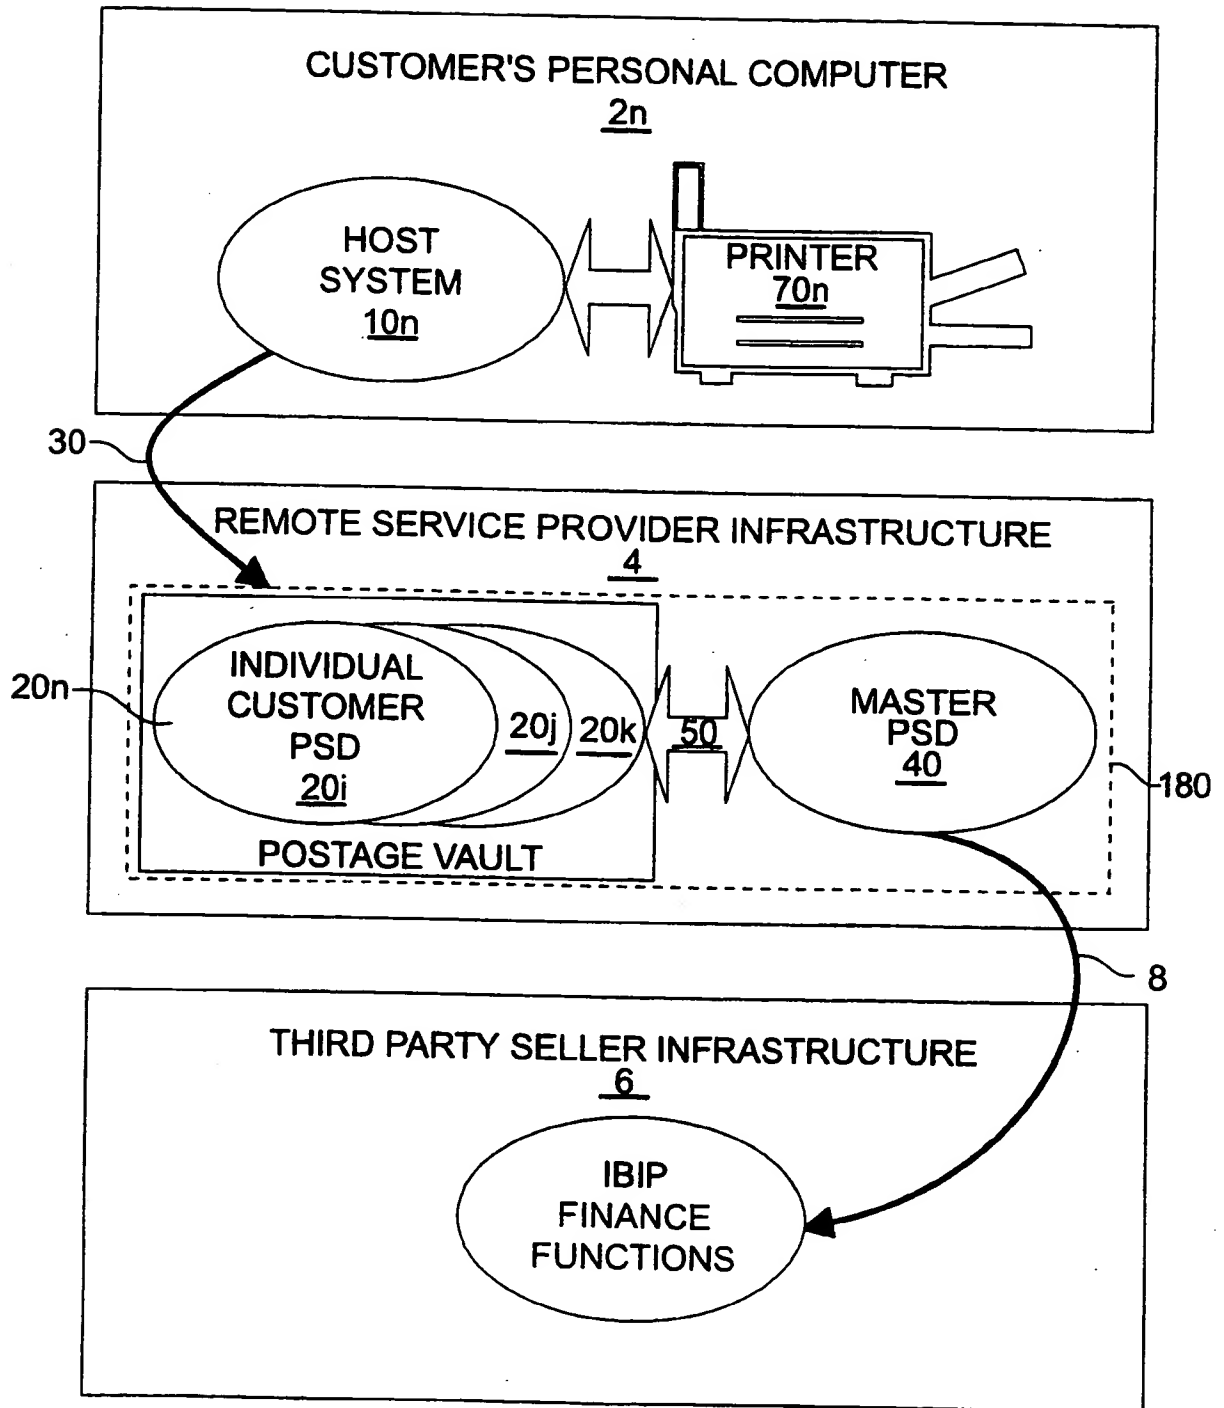 CUSTOMER'S PERSONAL COMPUTER
2n
HOST
SYSTEM
10n
PRINTER
70n
30
REMOTE SERVICE PROVIDER INFRASTRUCTURE
4
20n
INDIVIDUAL
CUSTOMER
PSD
20i
20j
20k
POSTAGE VAULT
50
MASTER
PSD
40
180
8
THIRD PARTY SELLER INFRASTRUCTURE
6
IBIP
FINANCE
FUNCTIONS